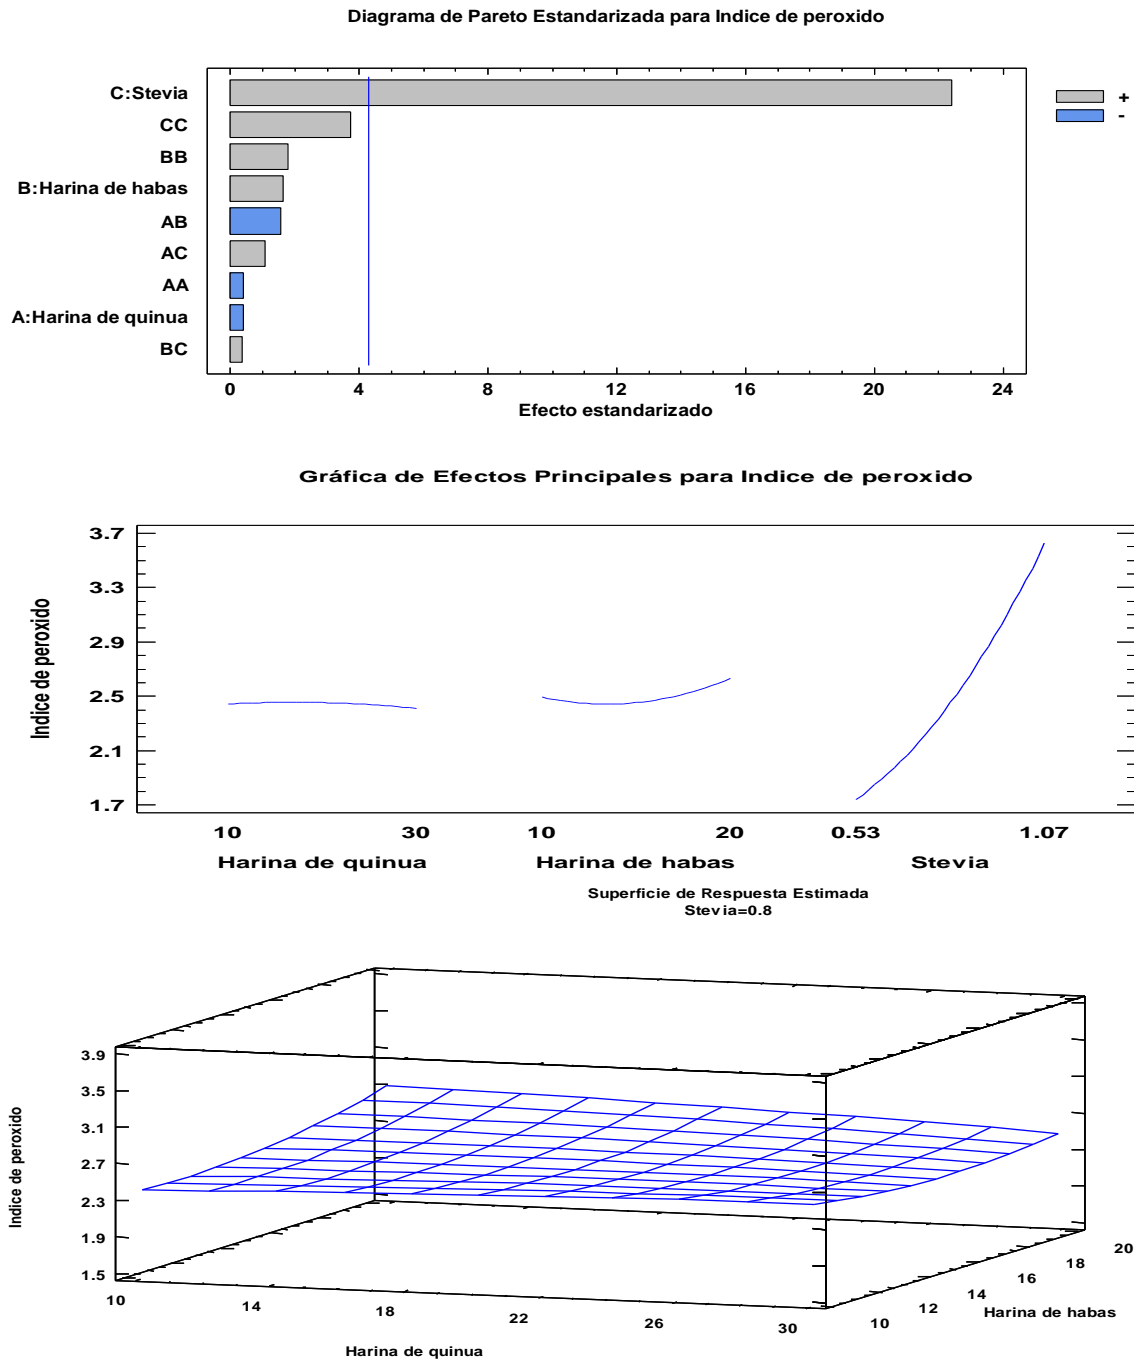 Diagrama de Pareto Estandarizada para Indice de peroxido
C:Stevia
CC
BB
B:Harina de habas
AB
AC
AA
A:Harina de quinua
BC
+
-
0 4 8 12 16 20 24
Efecto estandarizado
Gráfica de Efectos Principales para Indice de peroxido
Indice de peroxido
3.7
3.3
2.9
2.5
2.1
1.7
10 30 10 20 0.53 1.07
Harina de quinua Harina de habas Stevia
Superficie de Respuesta Estimada
Stevia=0.8
Indice de peroxido
3.9
3.5
3.1
2.7
2.3
1.9
1.5
10 14 18 22 26 30
Harina de quinua
10 12 14 16 18 20
Harina de habas